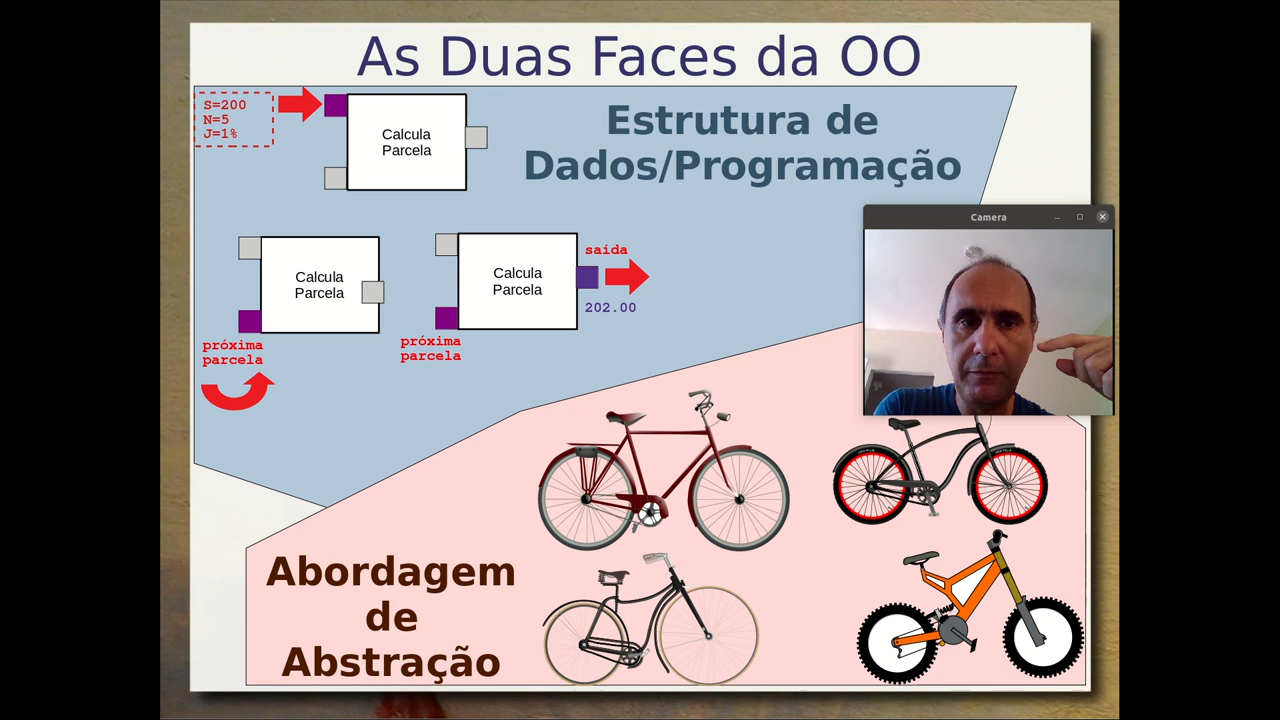 As Duas Faces da OO
S=200
N=5
J=1%
Calcula
Parcela
Estrutura de
Dados/Programação
Camera
Calcula
Parcela
próxima
parcela
Calcula
Parcela
próxima
parcela
saída
202.00
Abordagem
de
Abstração